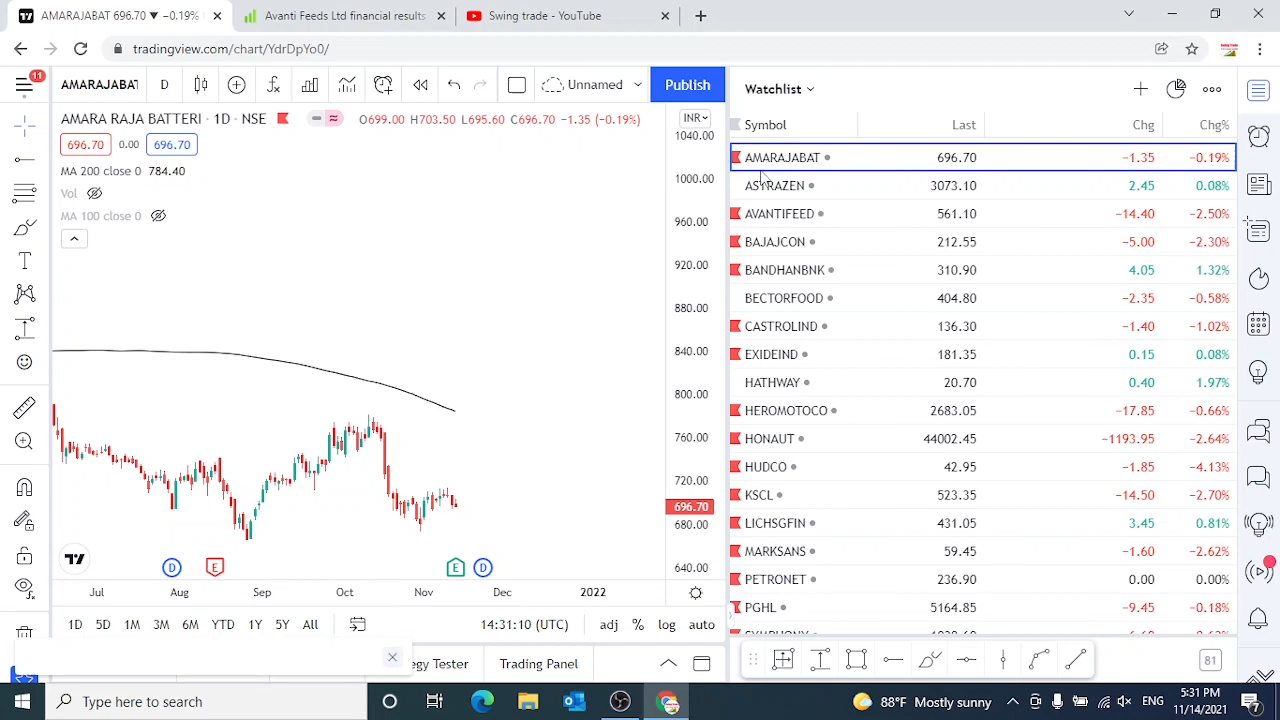 AMARAJABAT 696.70 ▼ −0.19%
Avanti Feeds Ltd financial results
Swing trade - YouTube
tradingview.com/chart/YdrDpYo0/
11
AMARAJABAT
D
Unnamed
Publish
AMARA RAJA BATTERI · 1D · NSE
O699.00 H703.50 L695.60 C696.70 −1.35 (−0.19%)
INR
696.70
0.00
696.70
MA 200 close 0 784.40
Vol
MA 100 close 0
1040.00
1000.00
960.00
920.00
880.00
840.00
800.00
760.00
720.00
696.70
680.00
640.00
D
E
E
D
Jul
Aug
Sep
Oct
Nov
Dec
2022
1D
5D
1M
3M
6M
YTD
1Y
5Y
All
14:31:10 (UTC)
adj
%
log
auto
Trading Panel
Watchlist
Symbol Last Chg Chg%
AMARAJABAT 696.70 −1.35 −0.19%
ASTRAZEN 3073.10 2.45 0.08%
AVANTIFEED 561.10 −14.40 −2.50%
BAJAJCON 212.55 −5.00 −2.30%
BANDHANBNK 310.90 4.05 1.32%
BECTORFOOD 404.80 −2.35 −0.58%
CASTROLIND 136.30 −1.40 −1.02%
EXIDEIND 181.35 0.15 0.08%
HATHWAY 20.70 0.40 1.97%
HEROMOTOCO 2683.05 −17.85 −0.66%
HONAUT 44002.45 −1193.95 −2.64%
HUDCO 42.95 −1.85 −4.13%
KSCL 523.35 −14.50 −2.70%
LICHSGFIN 431.05 3.45 0.81%
MARKSANS 59.45 −1.60 −2.62%
PETRONET 236.90 0.00 0.00%
PGHL 5164.85 −9.45 −0.18%
81
Type here to search
88°F Mostly sunny
ENG
5:31 PM
11/14/2021
7